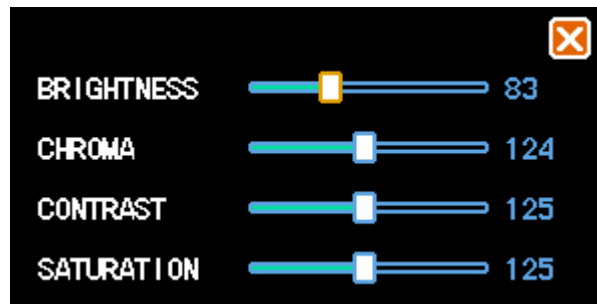 BRIGHTNESS 83
CHROMA 124
CONTRAST 125
SATURATION 125